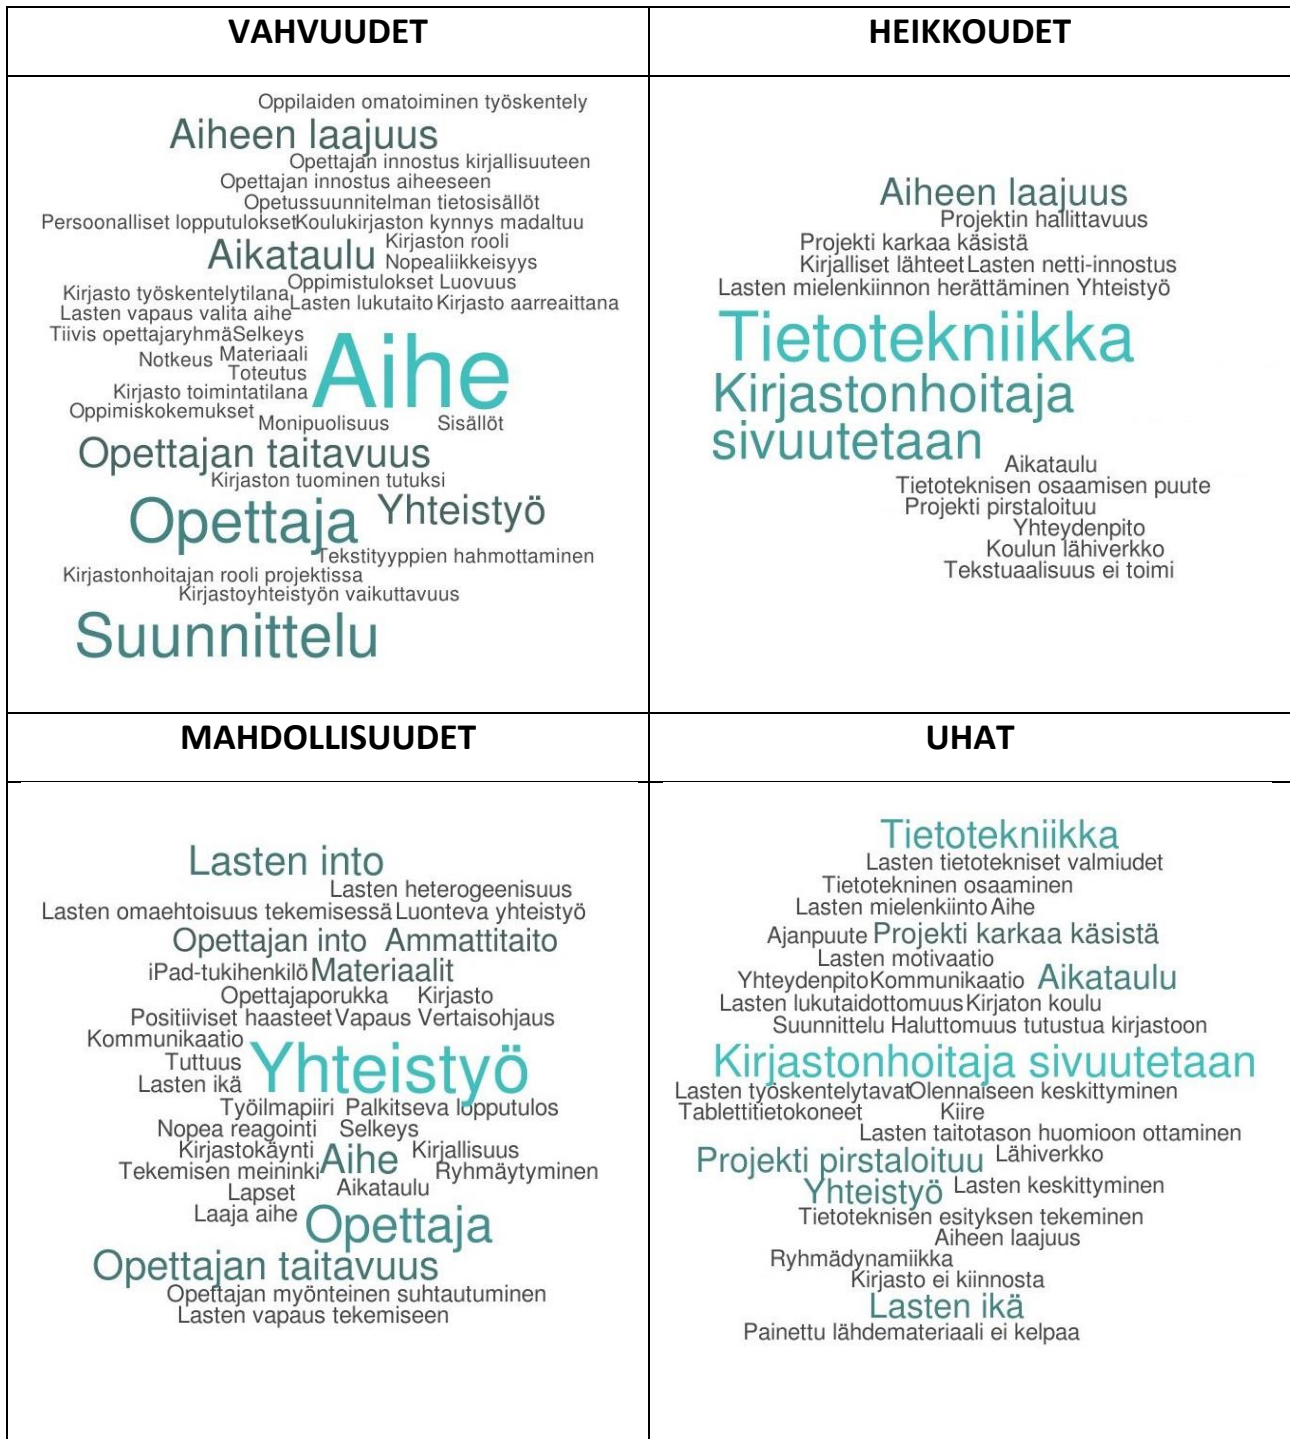 VAHVUUDET
Oppilaiden omatoiminen työskentely
Aiheen laajuus
Opettajan innostus kirjallisuuteen
Opettajan innostus aiheeseen
Opetussuunnitelman tietosisällöt
Persoonalliset lopputulokset Koulukirjaston kynnys madaltuu
Aikataulu Kirjaston rooli
Nopealiikkeisyys
Oppimistulokset Luovuus
Kirjasto työskentelytilana
Lasten lukutaito Kirjasto aarreaittana
Lasten vapaus valita aihe
Tiivis opettajaryhmä Selkeys
Aihe
Notkeus Materiaali
Toteutus
Kirjasto toimintatilana
Oppimiskokemukset
Monipuolisuus Sisällöt
Opettajan taitavuus
Kirjaston tuominen tutuksi
Opettaja Yhteistyö
Tekstityyppien hahmottaminen
Kirjastonhoitajan rooli projektissa
Kirjastoyhteistyön vaikuttavuus
Suunnittelu
HEIKKOUDET
Aiheen laajuus
Projektin hallittavuus
Projekti karkaa käsistä
Kirjalliset lähteet Lasten netti-innostus
Lasten mielenkiinnon herättäminen Yhteistyö
Tietotekniikka
Kirjastonhoitaja
sivuutetaan
Aikataulu
Tietoteknisen osaamisen puute
Projekti pirstaloituu
Yhteydenpito
Koulun lähiverkko
Tekstuaalisuus ei toimi
MAHDOLLISUUDET
Lasten into
Lasten heterogeenisuus
Lasten omaehtoisuus tekemisessä Luonteva yhteistyö
Opettajan into Ammattitaito
iPad-tukihenkilö Materiaalit
Opettajaporukka Kirjasto
Positiiviset haasteet Vapaus Vertaisohjaus
Kommunikaatio
Tuttuus
Yhteistyö
Lasten ikä
Työilmapiiri Palkitseva lopputulos
Nopea reagointi Selkeys
Kirjastokäynti Aihe Kirjallisuus
Tekemisen meininki Ryhmäytyminen
Lapset Aikataulu
Laaja aihe Opettaja
Opettajan taitavuus
Opettajan myönteinen suhtautuminen
Lasten vapaus tekemiseen
UHAT
Tietotekniikka
Lasten tietotekniset valmiudet
Tietotekninen osaaminen
Lasten mielenkiinto Aihe
Ajanpuute Projekti karkaa käsistä
Lasten motivaatio
Yhteydenpito Kommunikaatio Aikataulu
Lasten lukutaidottomuus Kirjaton koulu
Suunnittelu Haluttomuus tutustua kirjastoon
Kirjastonhoitaja sivuutetaan
Lasten työskentelytavat Olennaiseen keskittyminen
Tablettitietokoneet Kiire
Lasten taitotason huomioon ottaminen
Projekti pirstaloituu Lähiverkko
Yhteistyö Lasten keskittyminen
Tietoteknisen esityksen tekeminen
Aiheen laajuus
Ryhmädynamiikka
Kirjasto ei kiinnosta
Lasten ikä
Painettu lähdemateriaali ei kelpaa